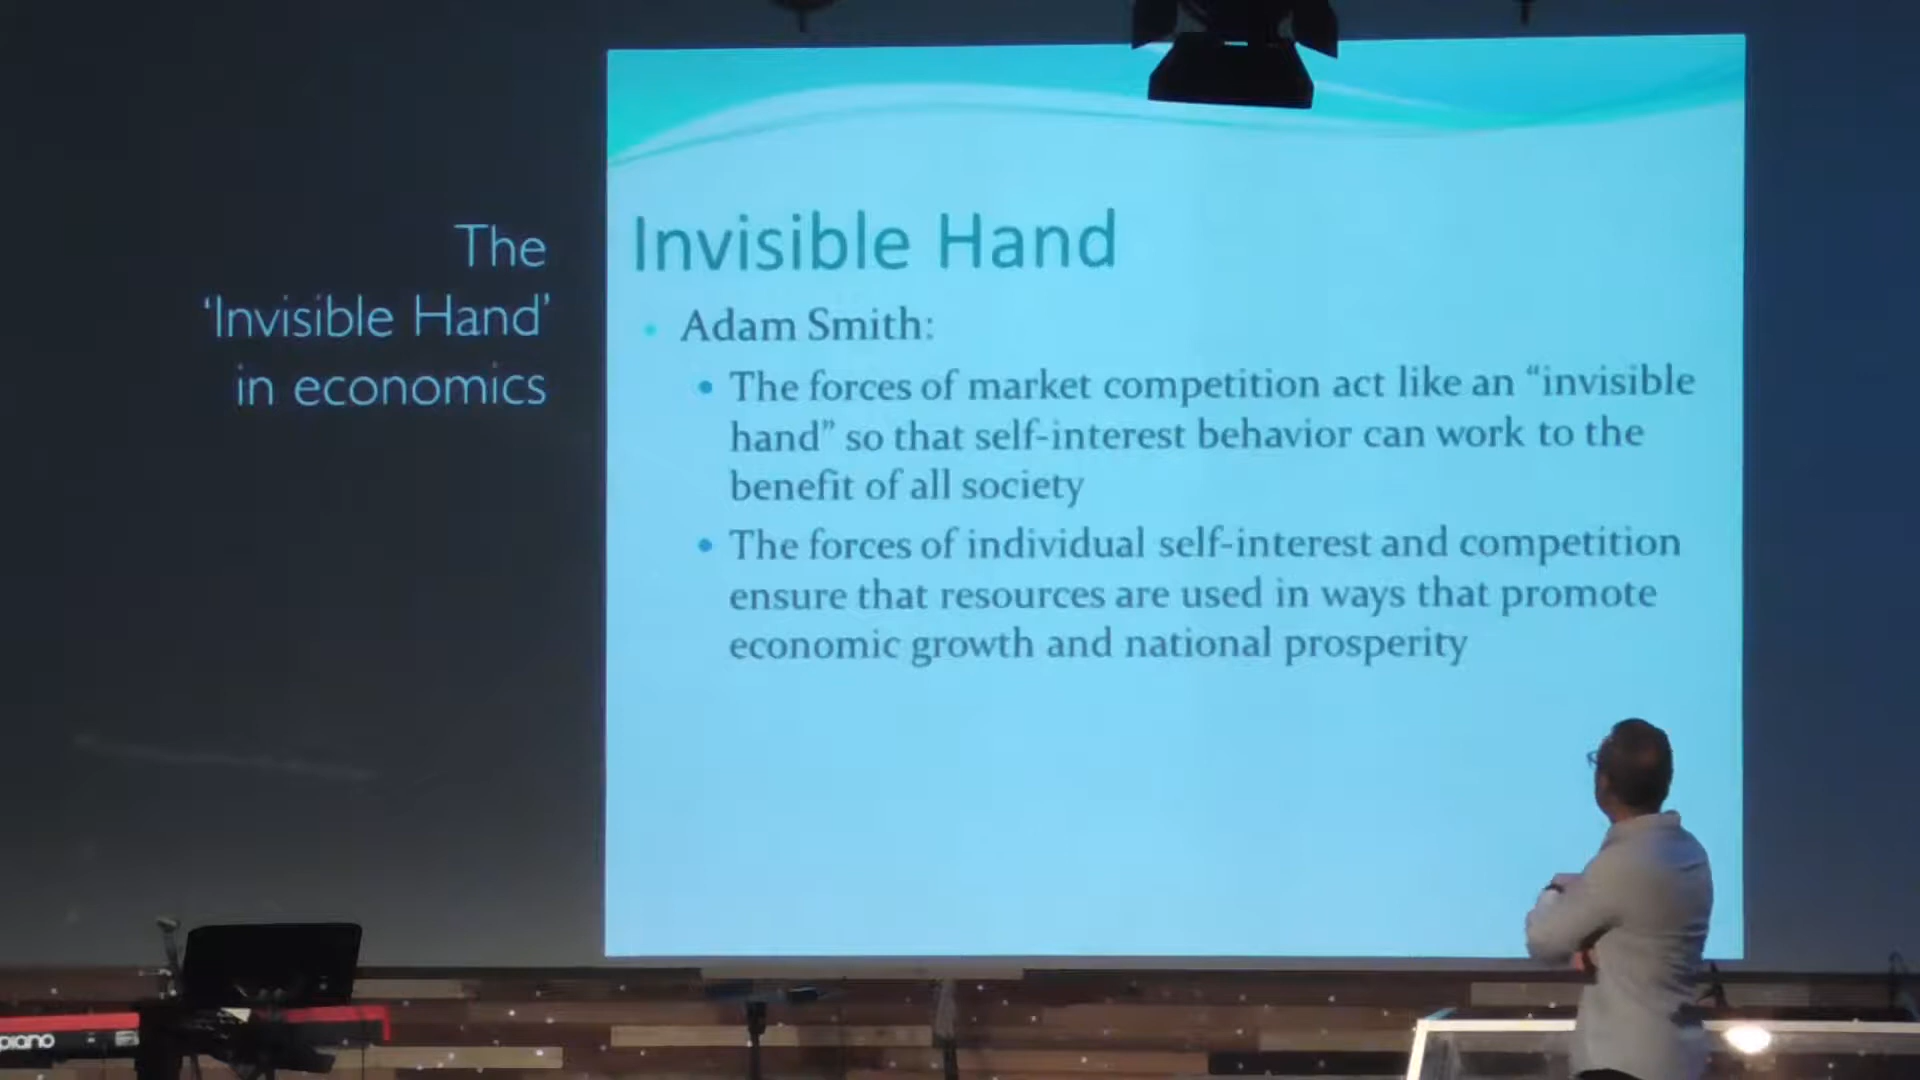 The
‘Invisible Hand’
in economics
Invisible Hand
Adam Smith:
The forces of market competition act like an “invisible
hand” so that self-interest behavior can work to the
benefit of all society
The forces of individual self-interest and competition
ensure that resources are used in ways that promote
economic growth and national prosperity
piano